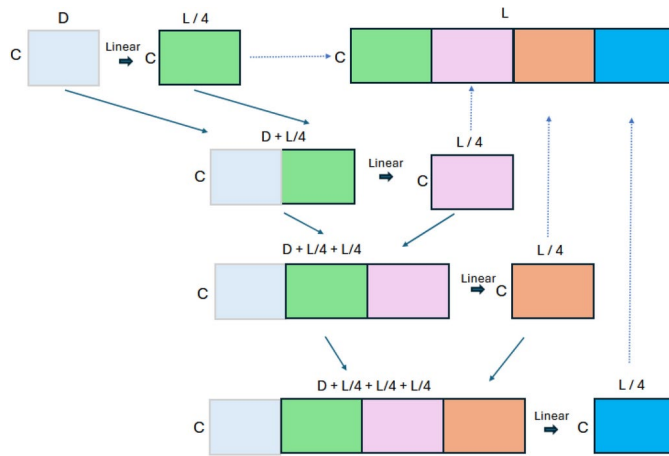 D
L / 4
L
C
Linear
C
C
D + L/4
L / 4
C
Linear
C
D + L/4 + L/4
L / 4
C
Linear
C
D + L/4 + L/4 + L/4
L / 4
C
Linear
C